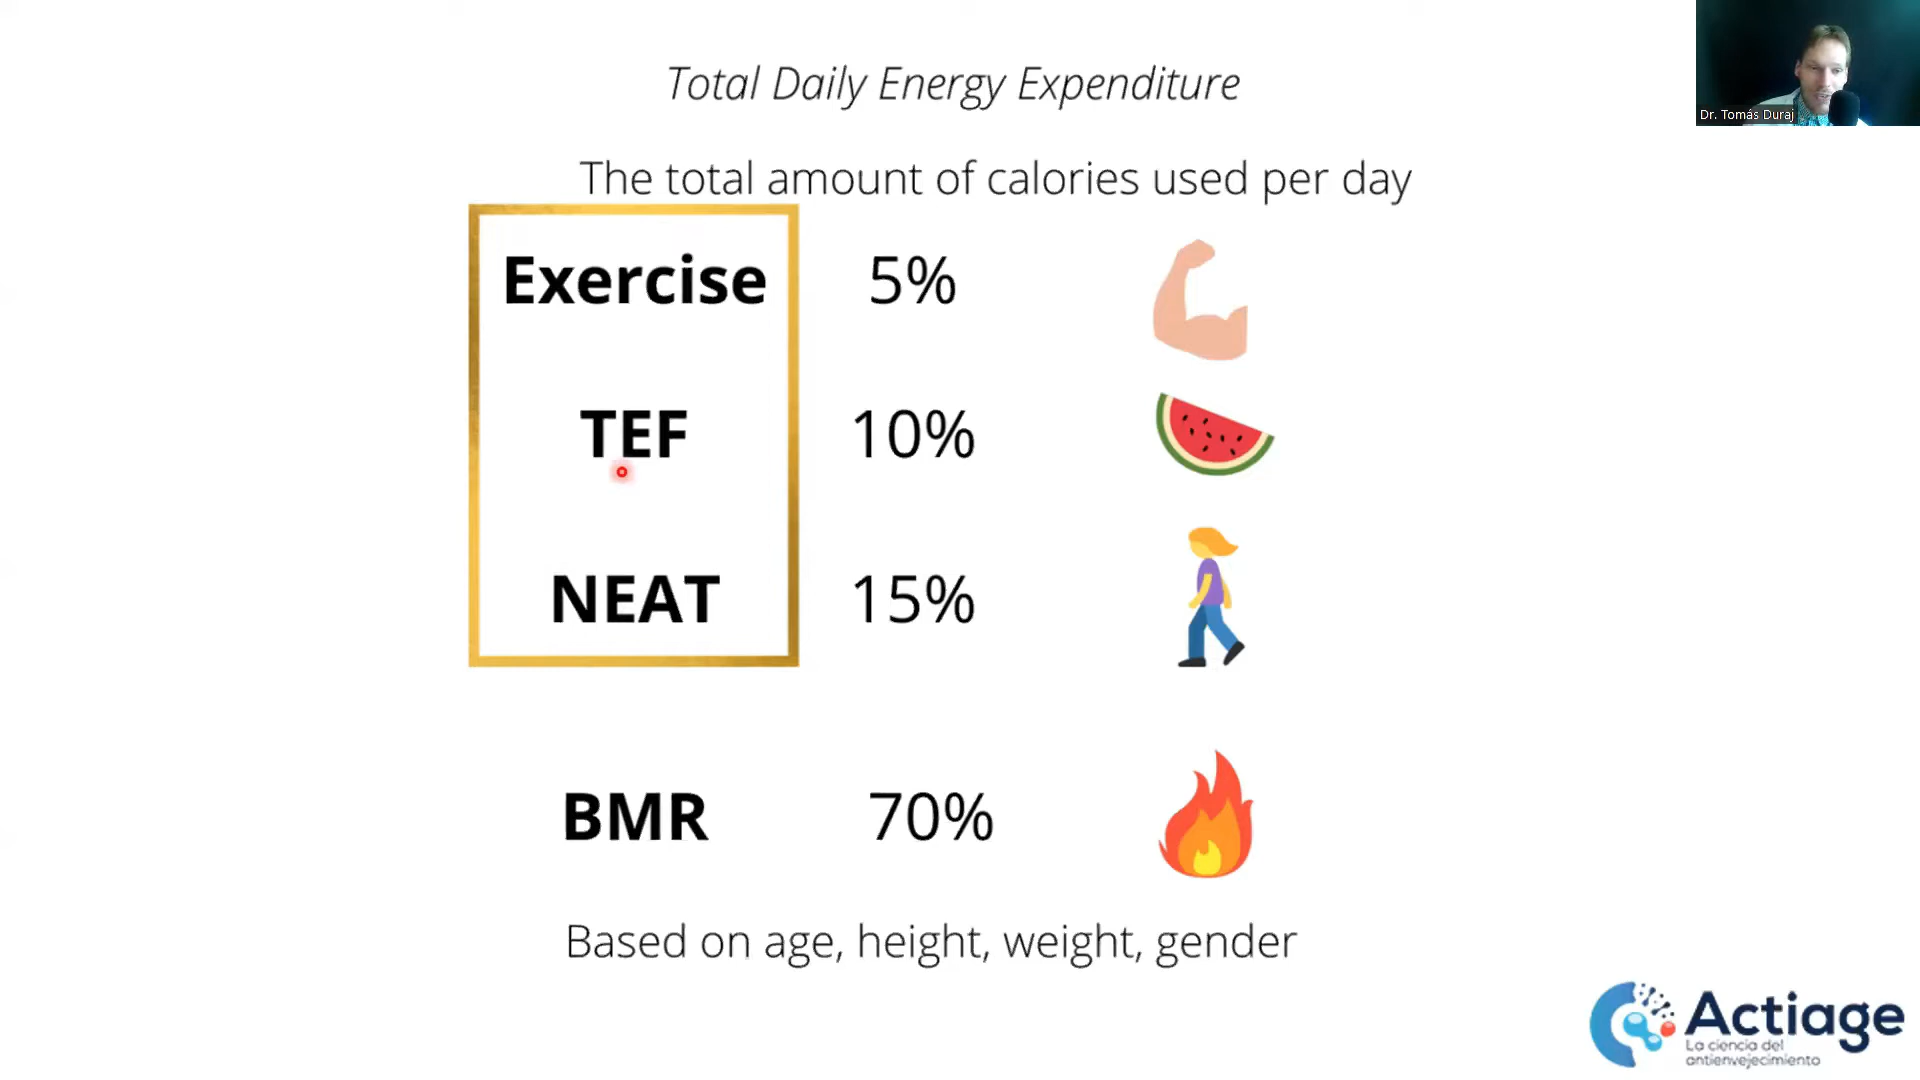 Total Daily Energy Expenditure
Dr. Tomás Duraj
The total amount of calories used per day
Exercise 5%
TEF 10%
NEAT 15%
BMR 70%
Based on age, height, weight, gender
Actiage
La ciencia del
antienvejecimiento